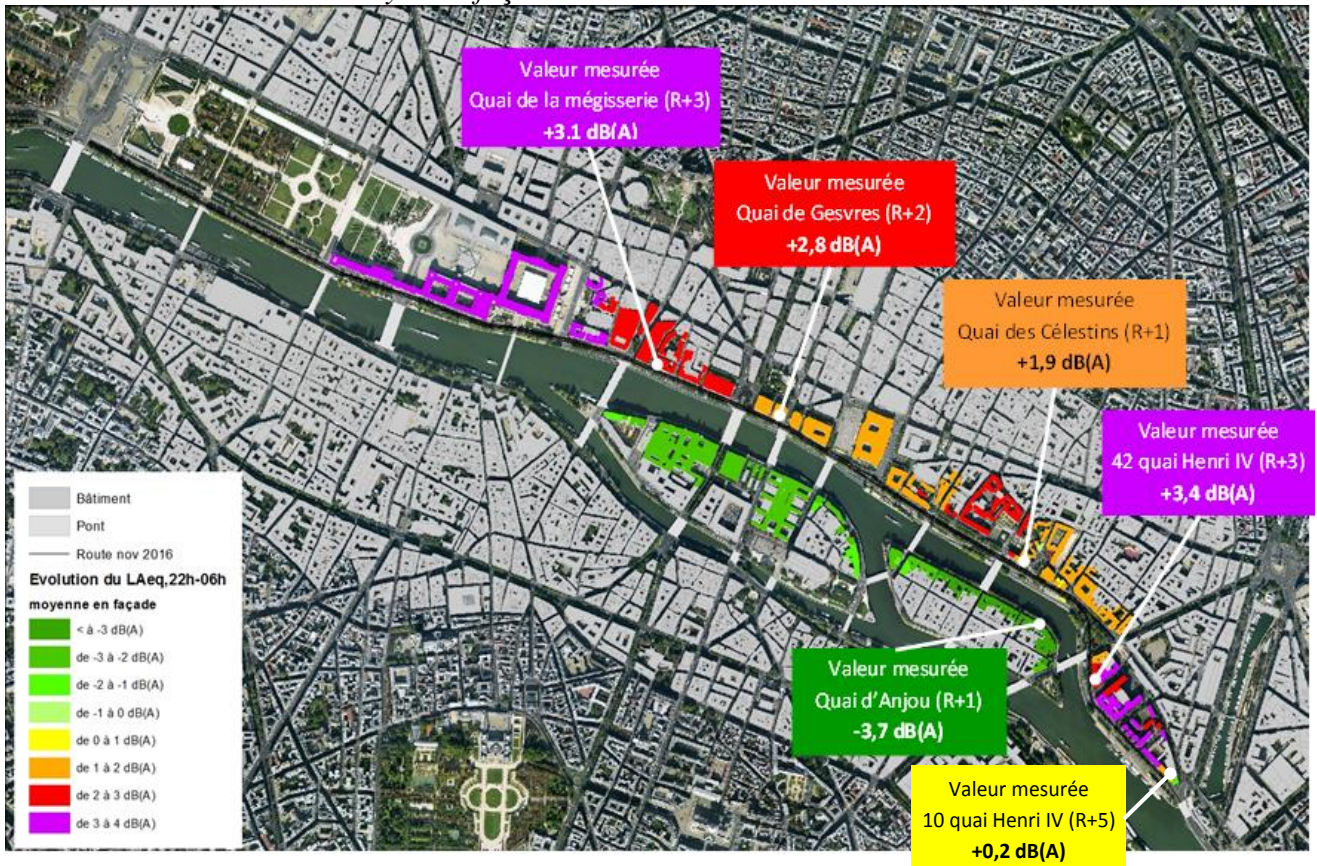 Valeur mesurée
Quai de la mégisserie (R+3)
+3.1 dB(A)
Valeur mesurée
Quai de Gesvres (R+2)
+2,8 dB(A)
Valeur mesurée
Quai des Célestins (R+1)
+1,9 dB(A)
Valeur mesurée
42 quai Henri IV (R+3)
+3,4 dB(A)
Bâtiment
Pont
Route nov 2016
Evolution du LAeq,22h-06h
moyenne en façade
< à -3 dB(A)
de -3 à -2 dB(A)
de -2 à -1 dB(A)
de -1 à 0 dB(A)
de 0 à 1 dB(A)
de 1 à 2 dB(A)
de 2 à 3 dB(A)
de 3 à 4 dB(A)
Valeur mesurée
Quai d'Anjou (R+1)
-3,7 dB(A)
Valeur mesurée
10 quai Henri IV (R+5)
+0,2 dB(A)